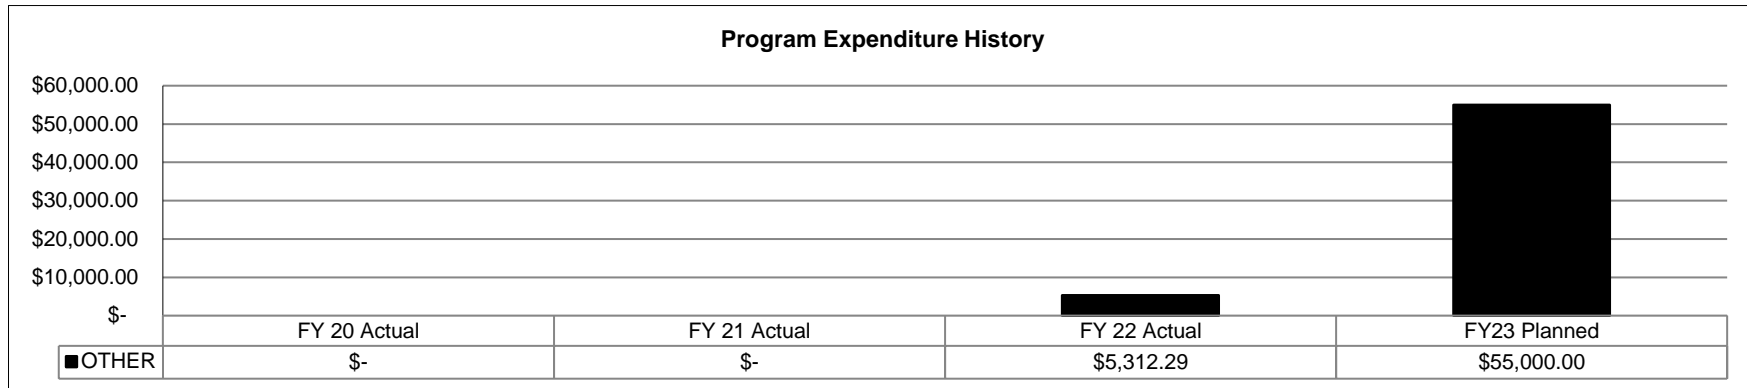 Program Expenditure History
$60,000.00
$50,000.00
$40,000.00
$30,000.00
$20,000.00
$10,000.00
$-
FY 20 Actual FY 21 Actual FY 22 Actual FY23 Planned
OTHER $- $- $5,312.29 $55,000.00